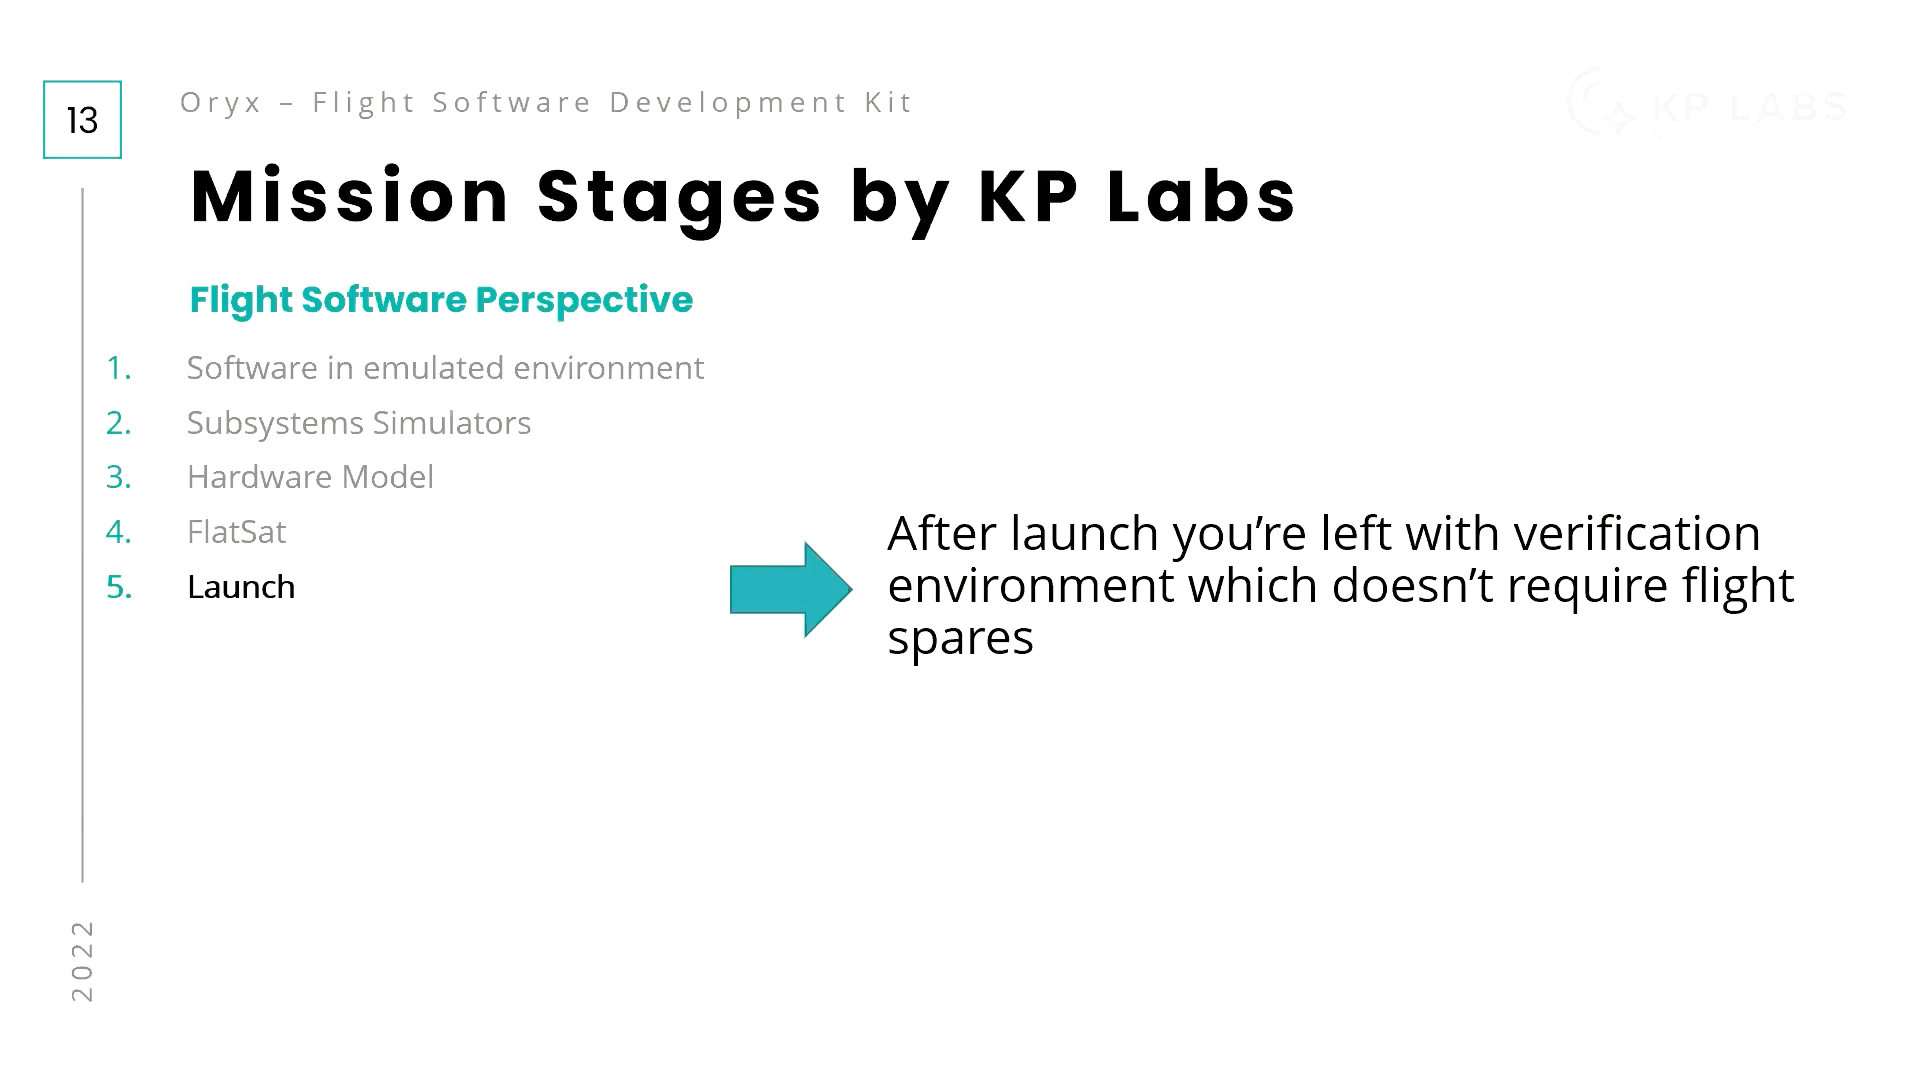 13
Oryx – Flight Software Development Kit
KP LABS
Mission Stages by KP Labs
Flight Software Perspective
1. Software in emulated environment
2. Subsystems Simulators
3. Hardware Model
4. FlatSat
5. Launch
After launch you’re left with verification
environment which doesn’t require flight
spares
2022